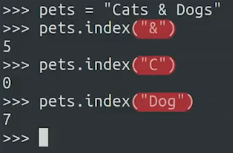 >>> pets = "Cats & Dogs"
>>> pets.index("&")
5
>>> pets.index("C")
0
>>> pets.index("Dog")
7
>>>